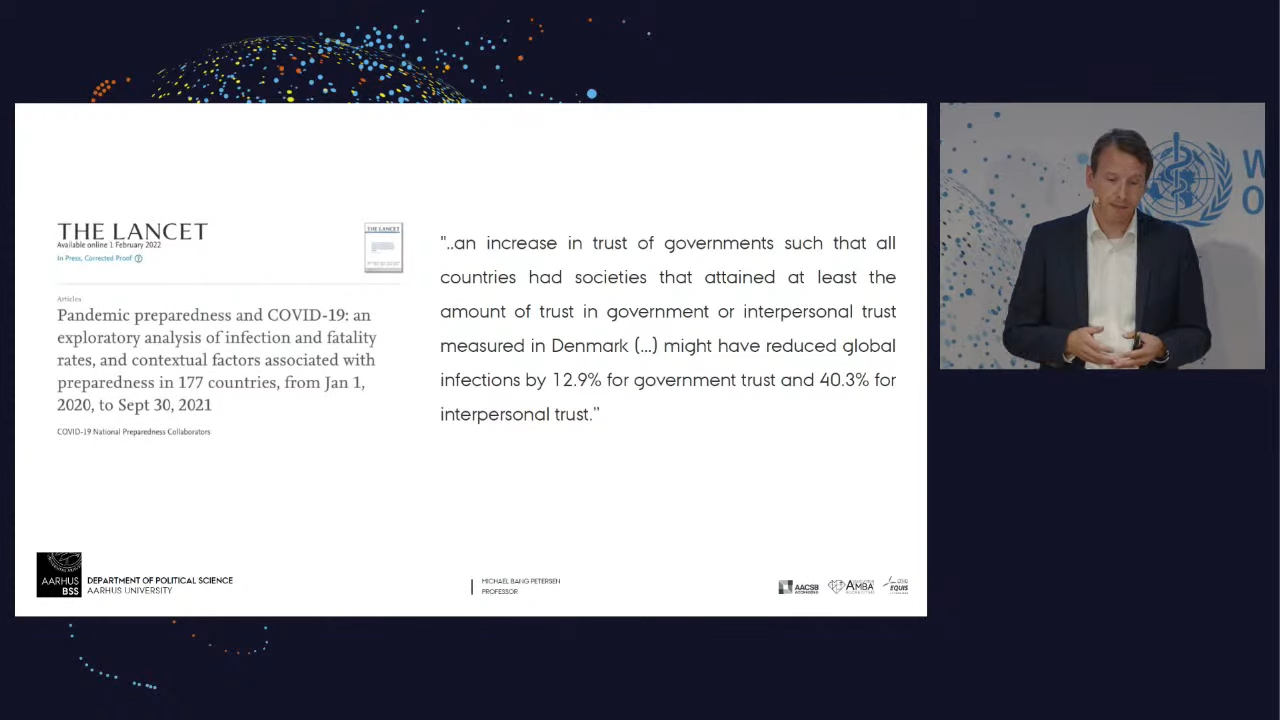 THE LANCET
Available online 1 February 2022
In Press, Corrected Proof
THE LANCET
Articles
Pandemic preparedness and COVID-19: an
exploratory analysis of infection and fatality
rates, and contextual factors associated with
preparedness in 177 countries, from Jan 1,
2020, to Sept 30, 2021
COVID-19 National Preparedness Collaborators
"..an increase in trust of governments such that all
countries had societies that attained at least the
amount of trust in government or interpersonal trust
measured in Denmark (...) might have reduced global
infections by 12.9% for government trust and 40.3% for
interpersonal trust."
W
O
AARHUS
BSS
DEPARTMENT OF POLITICAL SCIENCE
AARHUS UNIVERSITY
MICHAEL BANG PETERSEN
PROFESSOR
AACSB
ACCREDITED
AMBA
EQUIS